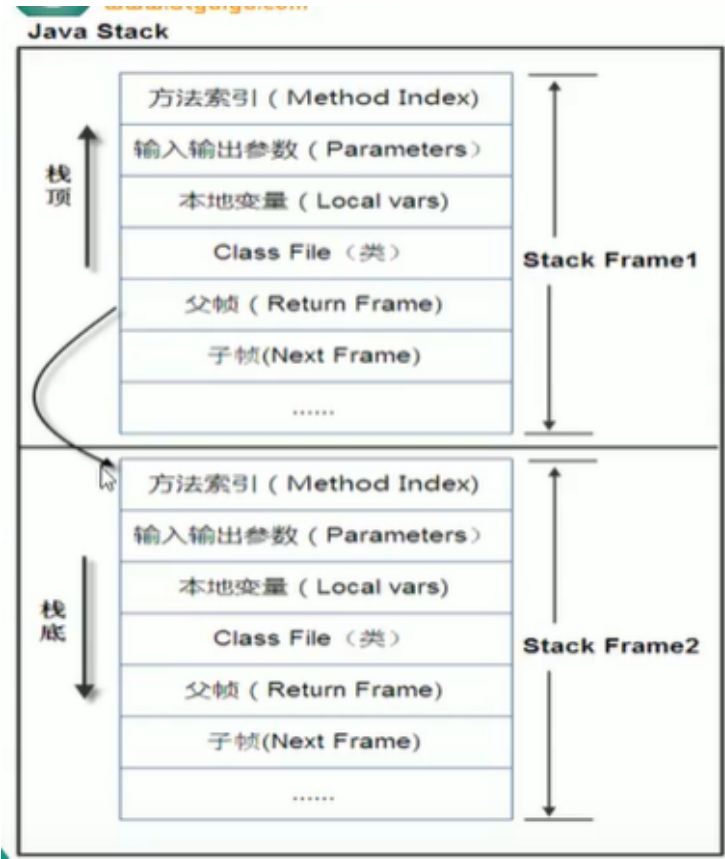 Java Stack
方法索引 ( Method Index)
输入输出参数 ( Parameters）
栈顶
本地变量 ( Local vars)
Class File （类）
Stack Frame1
父帧 ( Return Frame)
子帧(Next Frame)
......
方法索引 ( Method Index)
输入输出参数 ( Parameters）
本地变量 ( Local vars)
栈底
Class File （类）
Stack Frame2
父帧 ( Return Frame)
子帧(Next Frame)
......